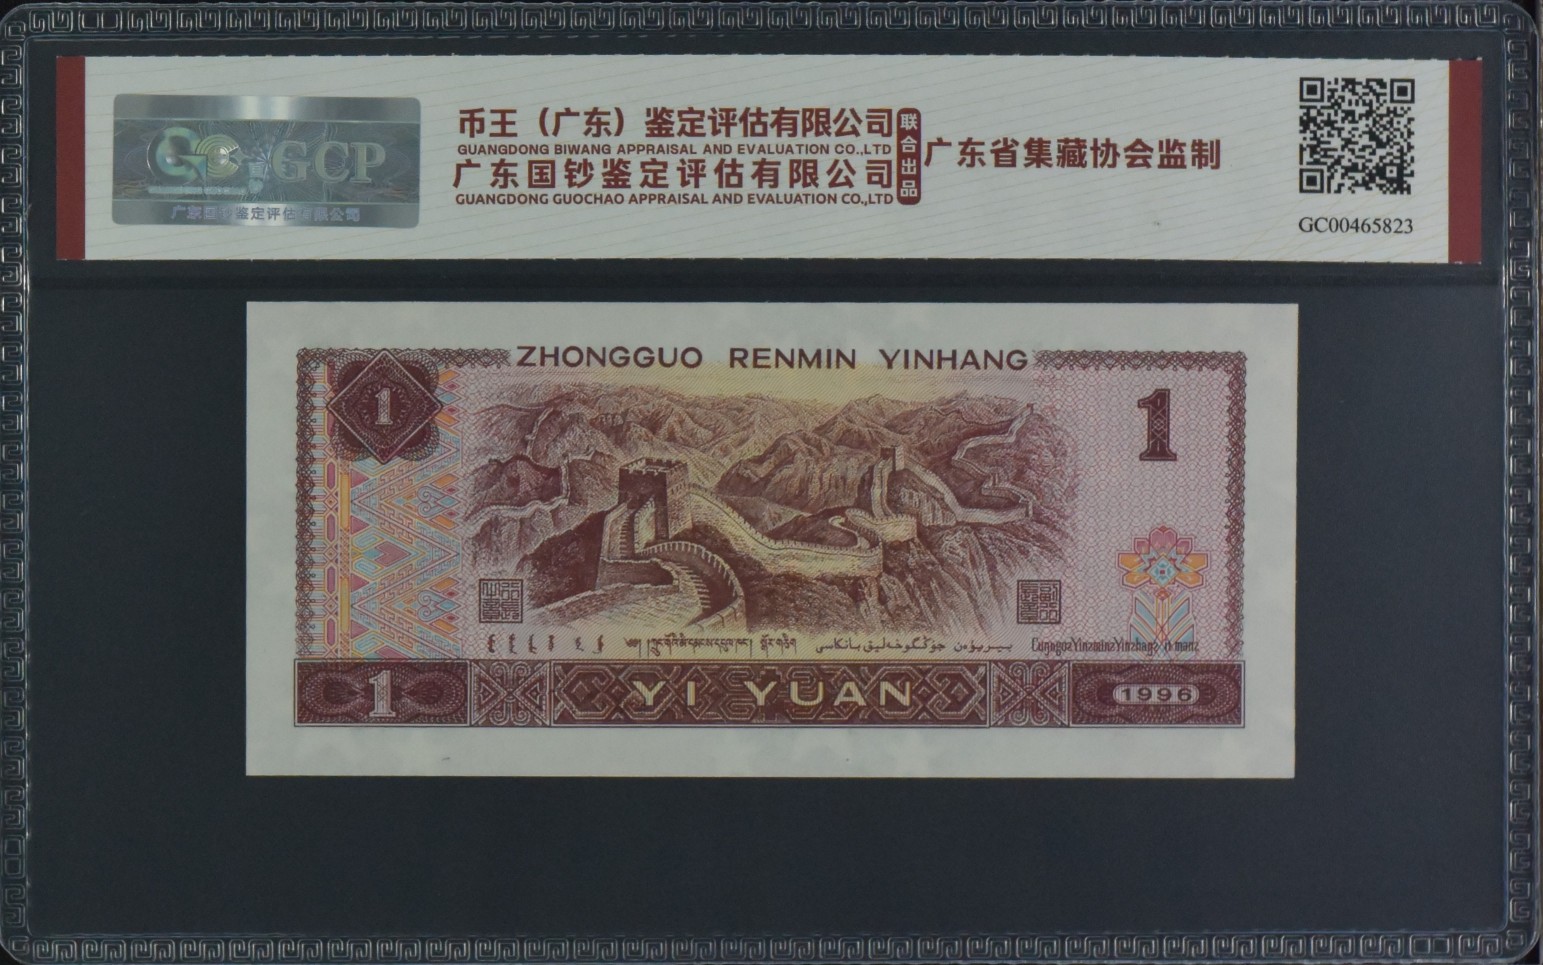 GC GCP
广东国钞鉴定评估有限公司
币王（广东）鉴定评估有限公司
GUANGDONG BIWANG APPRAISAL AND EVALUATION CO.,LTD
广东国钞鉴定评估有限公司
GUANGDONG GUOCHAO APPRAISAL AND EVALUATION CO.,LTD
联合出品
广东省集藏协会监制
GC00465823
ZHONGGUO RENMIN YINHANG
1
1
1
YI YUAN
1996